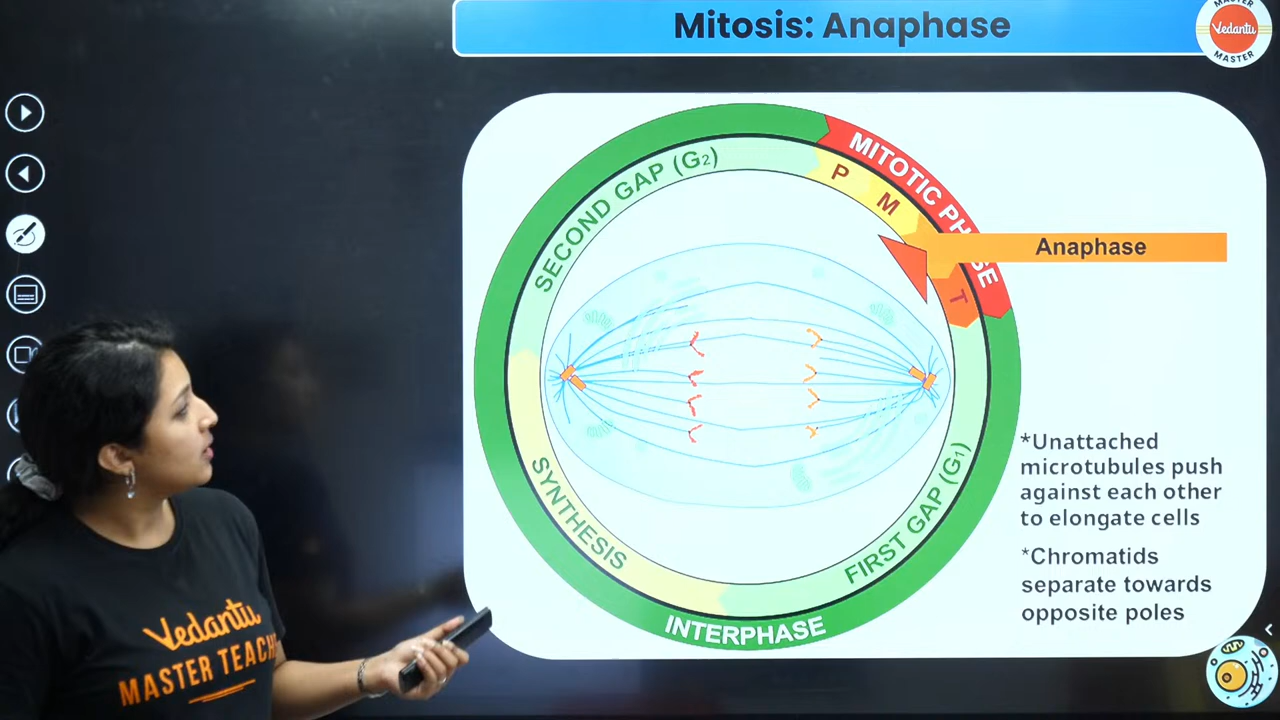 Mitosis: Anaphase
MASTER
Vedantu
MASTER
MITOTIC PHASE
SECOND GAP (G2)
P
M
Anaphase
T
*Unattached
microtubules push
against each other
to elongate cells
*Chromatids
separate towards
opposite poles
SYNTHESIS
FIRST GAP (G1)
INTERPHASE
Vedantu
MASTER TEACH